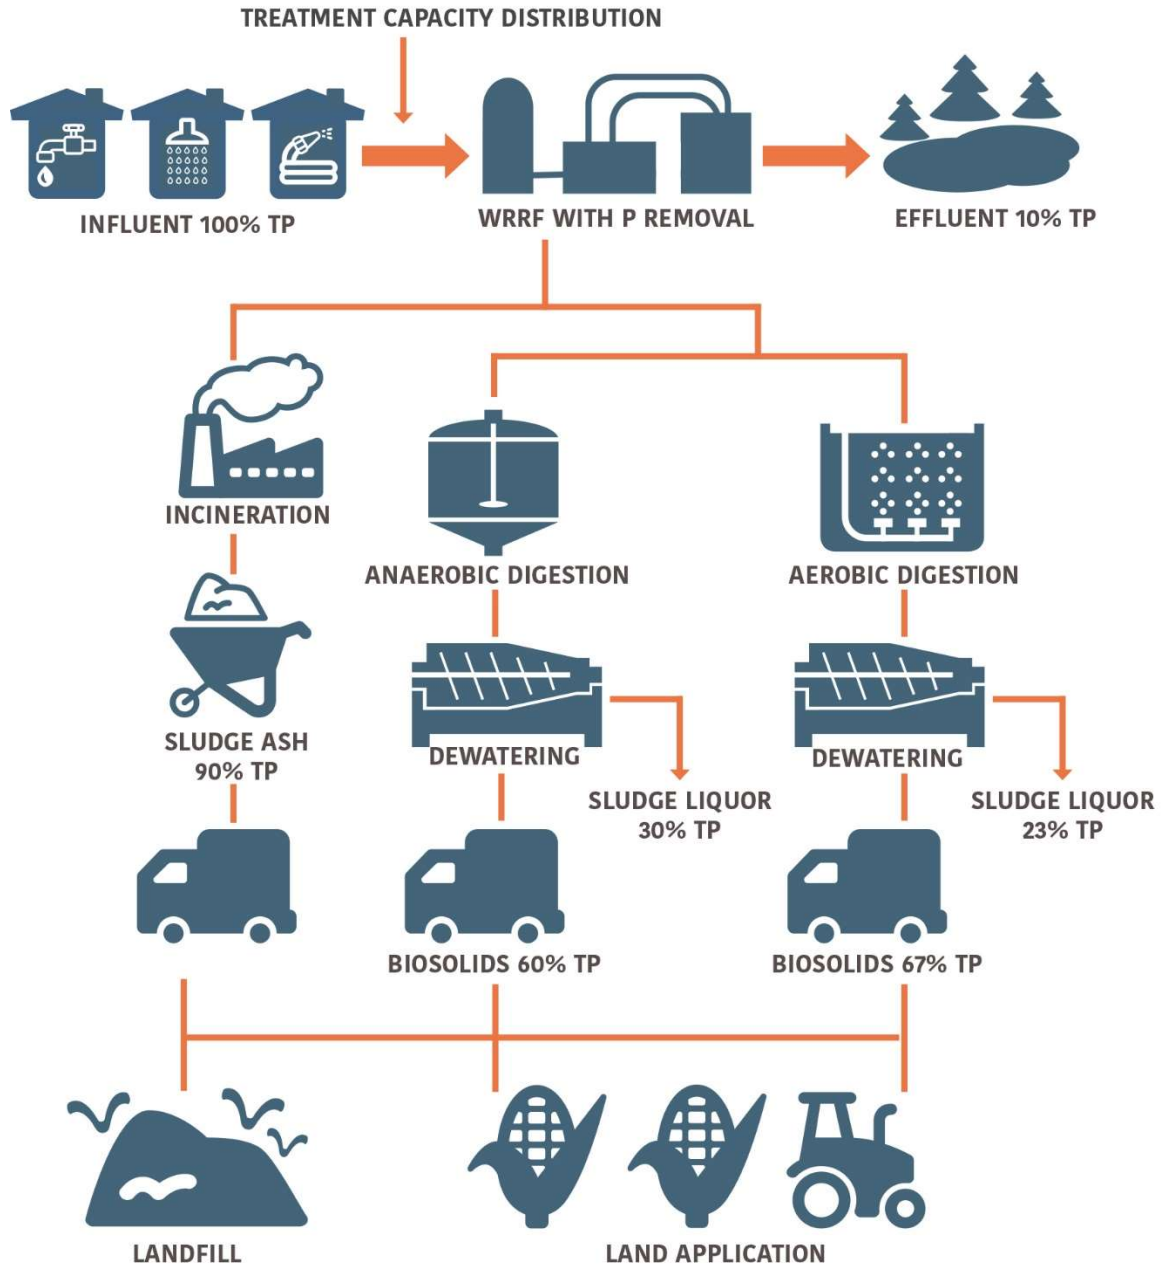 TREATMENT CAPACITY DISTRIBUTION
INFLUENT 100% TP
WRRF WITH P REMOVAL
EFFLUENT 10% TP
INCINERATION
ANAEROBIC DIGESTION
AEROBIC DIGESTION
SLUDGE ASH
90% TP
DEWATERING
DEWATERING
SLUDGE LIQUOR
30% TP
SLUDGE LIQUOR
23% TP
BIOSOLIDS 60% TP
BIOSOLIDS 67% TP
LANDFILL
LAND APPLICATION